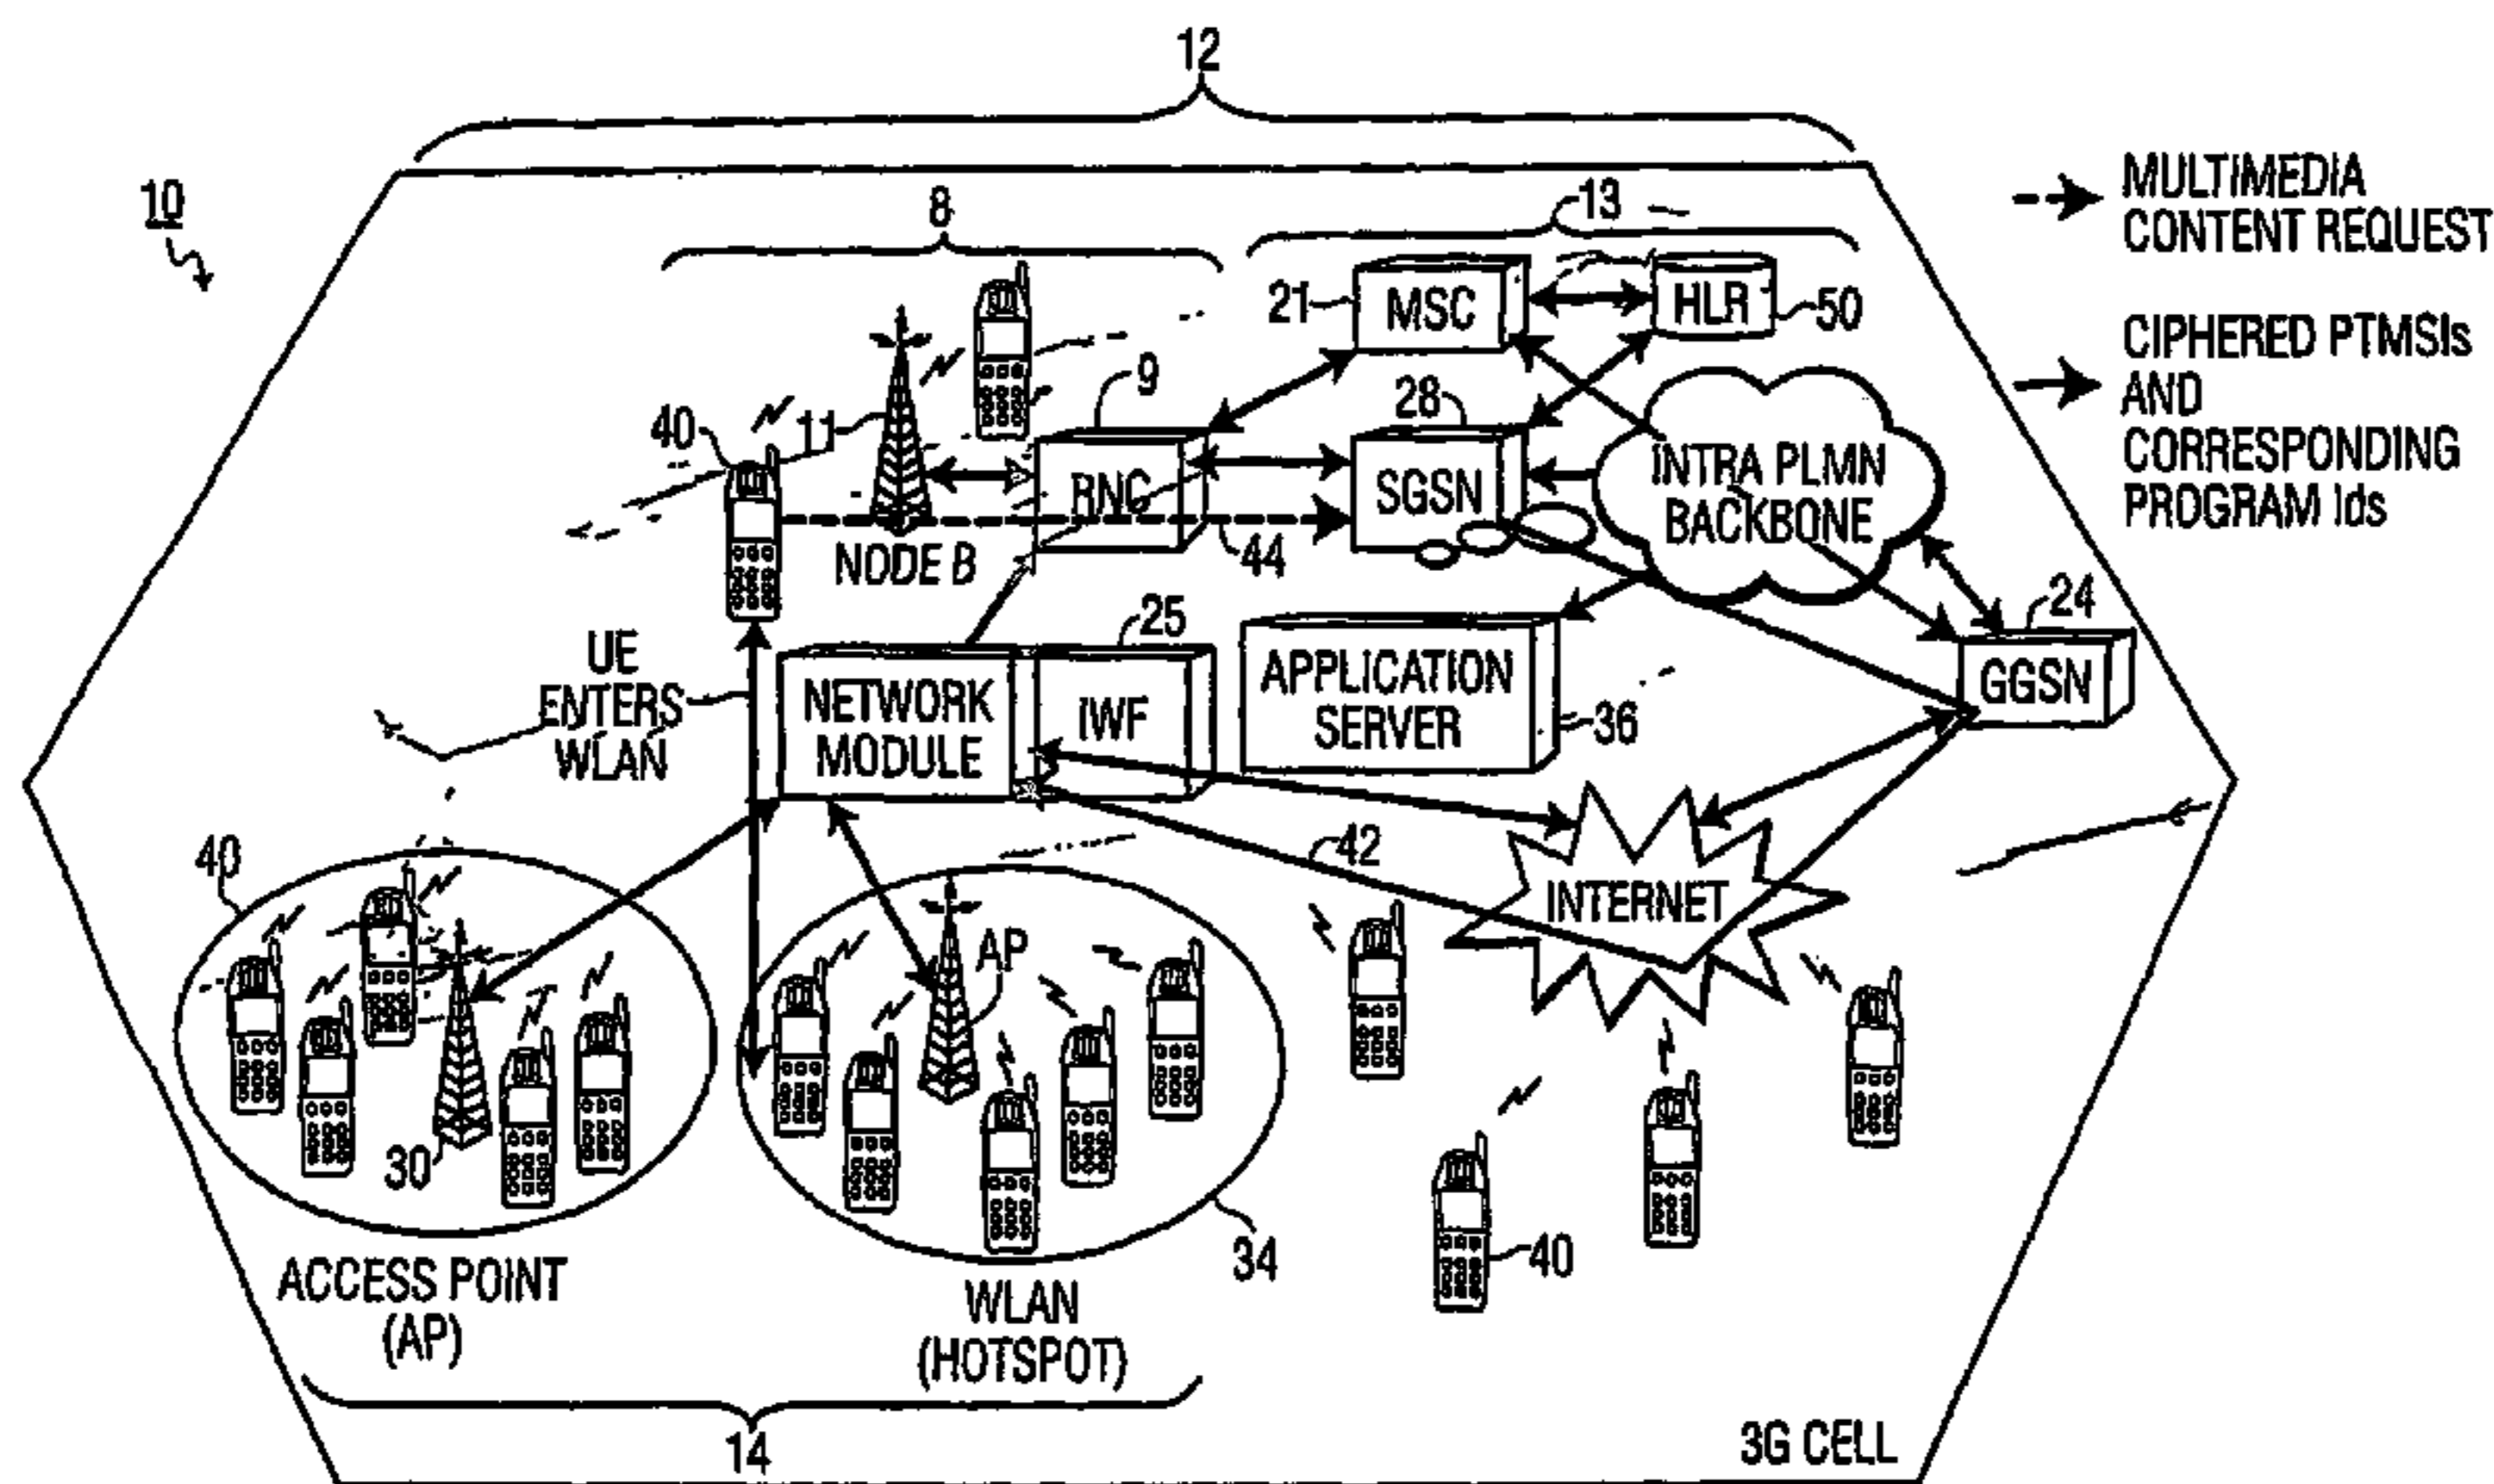 12
10
8
13
MULTIMEDIA
CONTENT REQUEST
21
MSC
HLR
50
CIPHERED PTMSIs
AND
CORRESPONDING
PROGRAM Ids
40
11
9
28
RNC
SGSN
INTRA PLMN
BACKBONE
NODE B
44
24
GGSN
UE
ENTERS
WLAN
25
NETWORK
MODULE
IWF
APPLICATION
SERVER
36
42
INTERNET
40
AP
30
34
40
ACCESS POINT
(AP)
WLAN
(HOTSPOT)
14
3G CELL